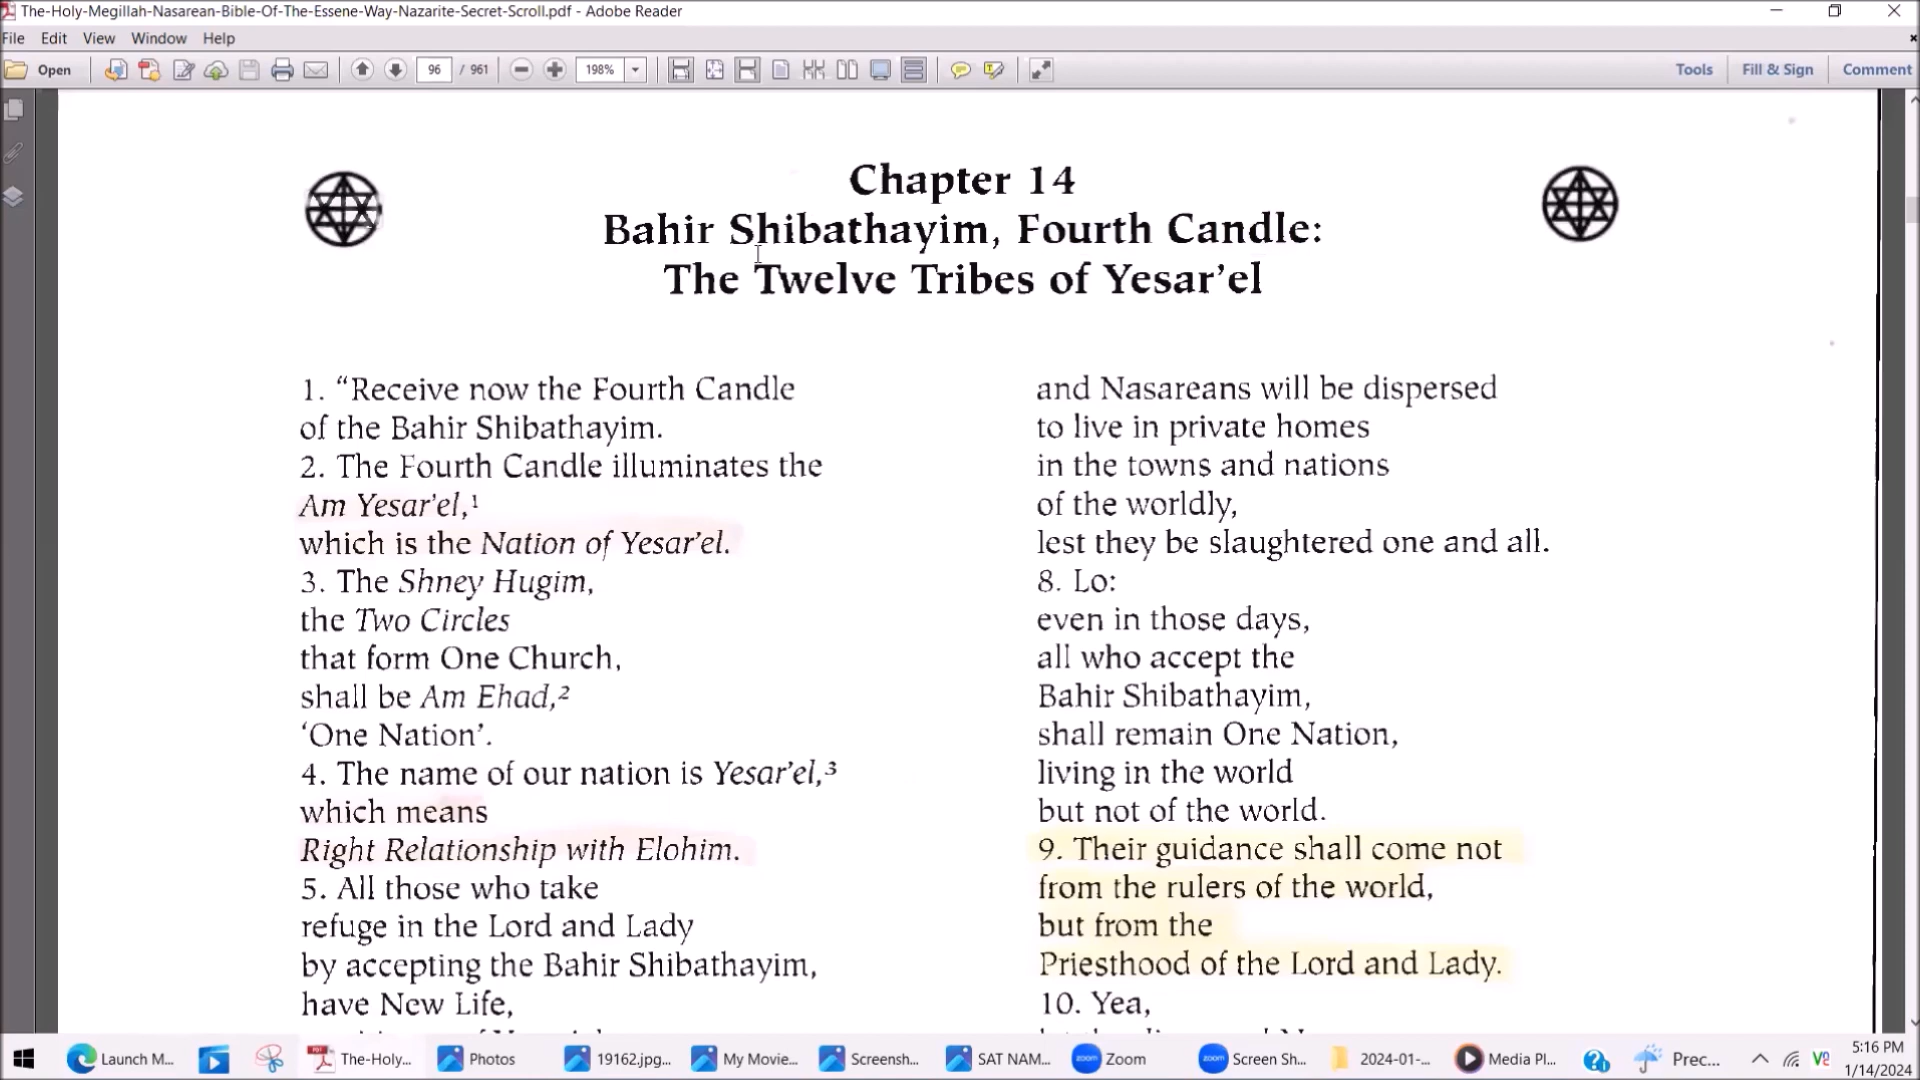 The-Holy-Megillah-Nasarean-Bible-Of-The-Essene-Way-Nazarite-Secret-Scroll.pdf - Adobe Reader
File Edit View Window Help
Open 96 / 961 198% Tools Fill & Sign Comment
Chapter 14
Bahir Shibathayim, Fourth Candle:
The Twelve Tribes of Yesar’el
1. “Receive now the Fourth Candle
of the Bahir Shibathayim.
2. The Fourth Candle illuminates the
Am Yesar’el,¹
which is the Nation of Yesar’el.
3. The Shney Hugim,
the Two Circles
that form One Church,
shall be Am Ehad,²
‘One Nation’.
4. The name of our nation is Yesar’el,³
which means
Right Relationship with Elohim.
5. All those who take
refuge in the Lord and Lady
by accepting the Bahir Shibathayim,
have New Life,
and Nasareans will be dispersed
to live in private homes
in the towns and nations
of the worldly,
lest they be slaughtered one and all.
8. Lo:
even in those days,
all who accept the
Bahir Shibathayim,
shall remain One Nation,
living in the world
but not of the world.
9. Their guidance shall come not
from the rulers of the world,
but from the
Priesthood of the Lord and Lady.
10. Yea,
Launch M... The-Holy... Photos 19162.jpg... My Movie... Screensh... SAT NAM... Zoom Screen Sh... 2024-01-... Media Pl... Prec...
5:16 PM
1/14/2024